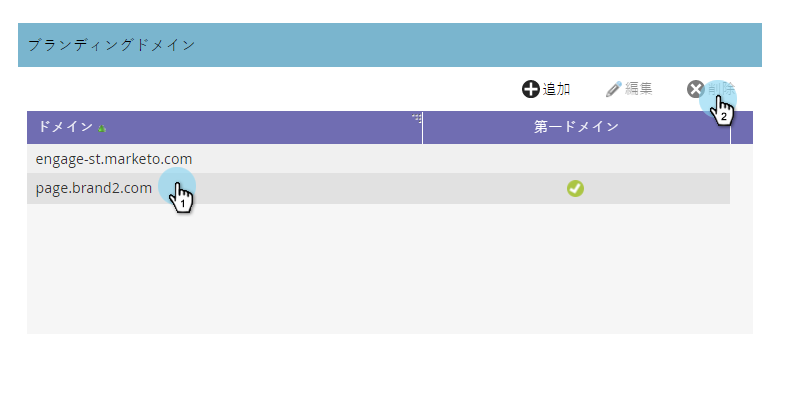 ブランディングドメイン
追加 編集 削除
ドメイン 第一ドメイン
engage-st.marketo.com
page.brand2.com
1
2